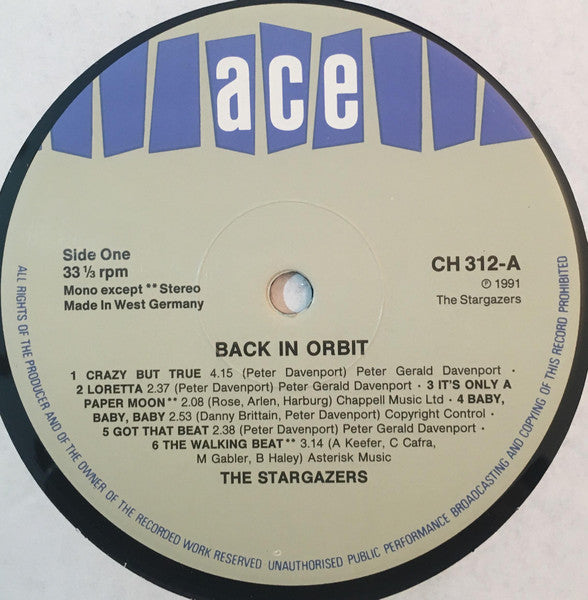 ace
Side One
33 ⅓ rpm
Mono except ** Stereo
Made In West Germany
CH 312-A
℗ 1991
The Stargazers
BACK IN ORBIT
1 CRAZY BUT TRUE 4.15 (Peter Davenport) Peter Gerald Davenport ·
2 LORETTA 2.37 (Peter Davenport) Peter Gerald Davenport · 3 IT'S ONLY A
PAPER MOON** 2.08 (Rose, Arlen, Harburg) Chappell Music Ltd · 4 BABY,
BABY, BABY 2.53 (Danny Brittain, Peter Davenport) Copyright Control ·
5 GOT THAT BEAT 2.38 (Peter Davenport) Peter Gerald Davenport ·
6 THE WALKING BEAT** 3.14 (A Keefer, C Cafra,
M Gabler, B Haley) Asterisk Music
THE STARGAZERS
ALL RIGHTS OF THE PRODUCER AND OF THE OWNER OF THE RECORDED WORK RESERVED UNAUTHORISED PUBLIC PERFORMANCE BROADCASTING AND COPYING OF THIS RECORD PROHIBITED